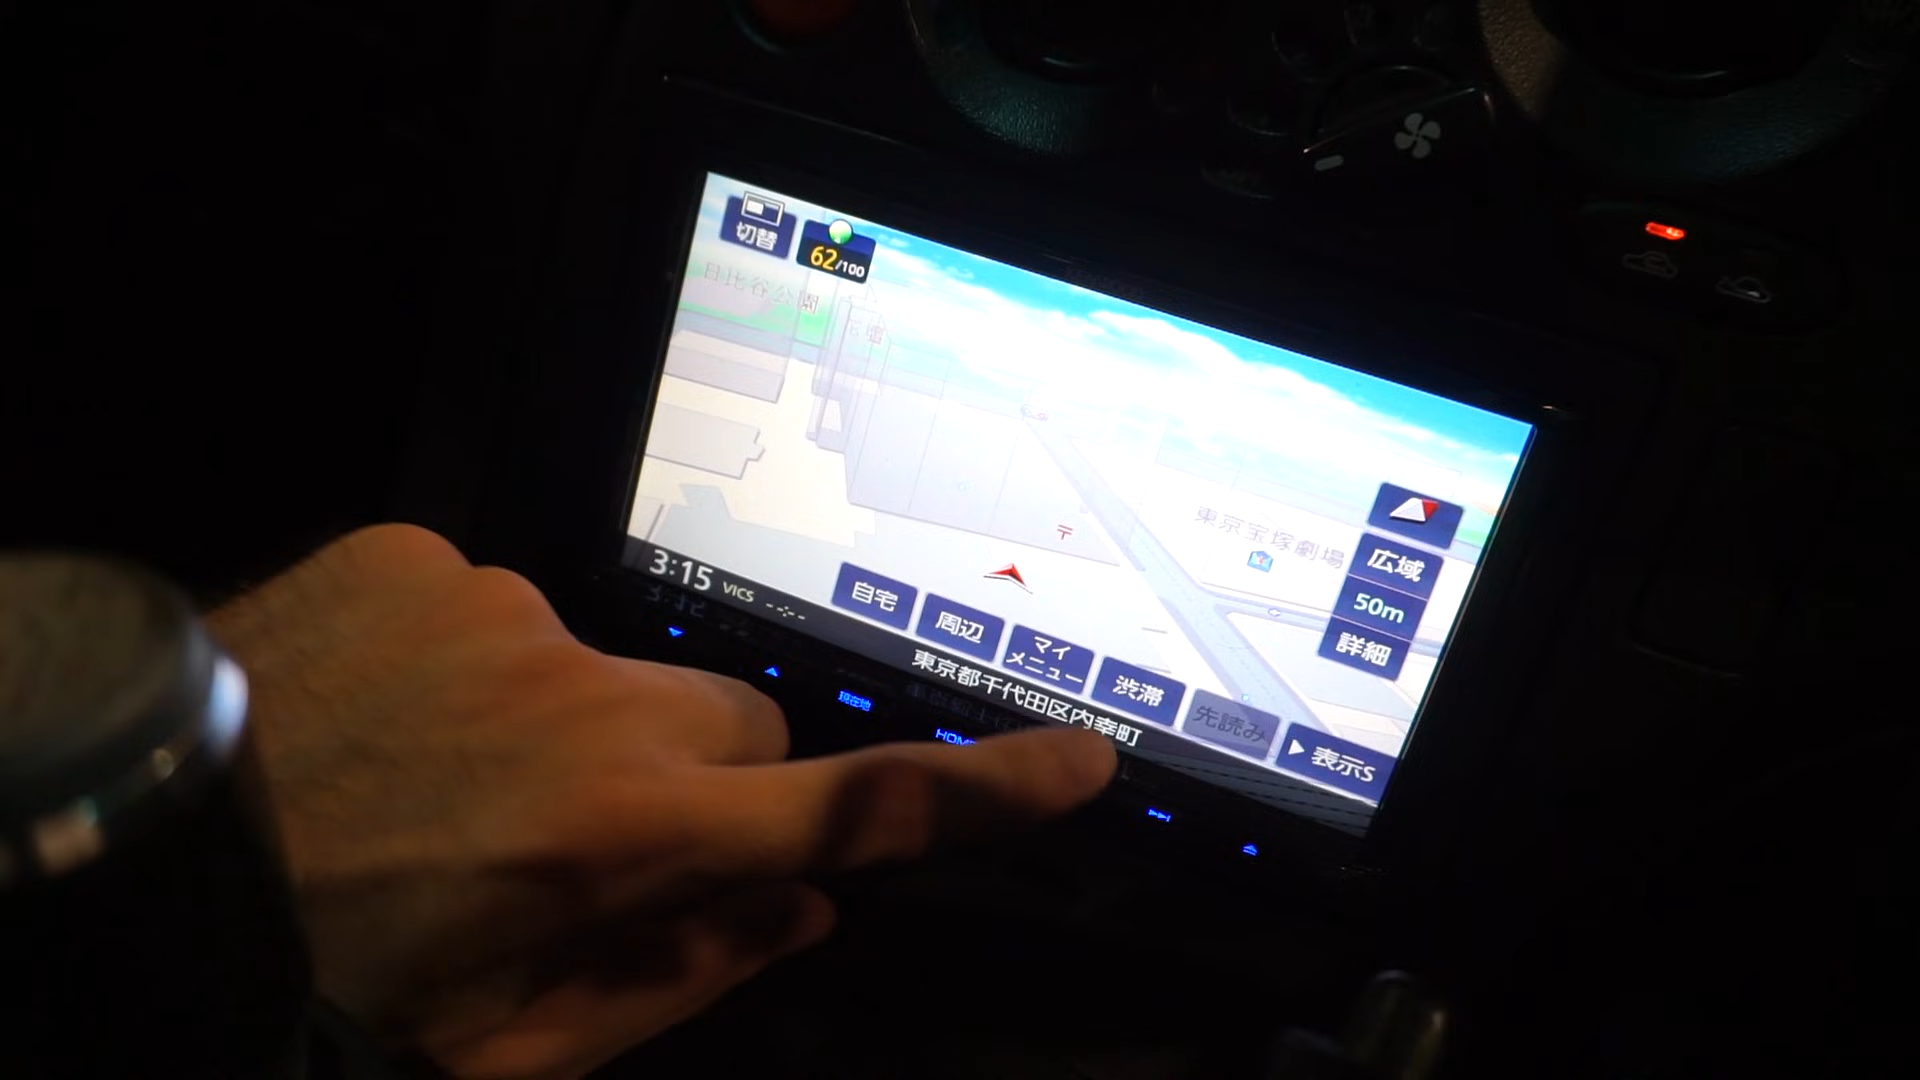 切替
62/100
日比谷公園
花壇
東京宝塚劇場
広域
50m
詳細
3:15 VICS --:--
自宅
周辺
マイ
メニュー
渋滞
先読み
表示S
東京都千代田区内幸町
現在地
HOME